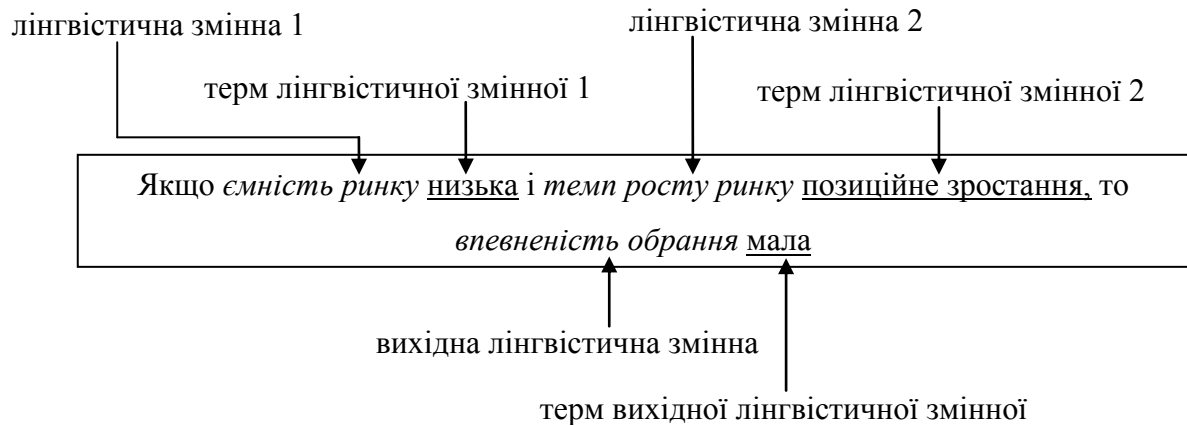 лінгвістична змінна 1
лінгвістична змінна 2
терм лінгвістичної змінної 1
терм лінгвістичної змінної 2
Якщо ємність ринку низька і темп росту ринку позиційне зростання, то
впевненість обрання мала
вихідна лінгвістична змінна
терм вихідної лінгвістичної змінної